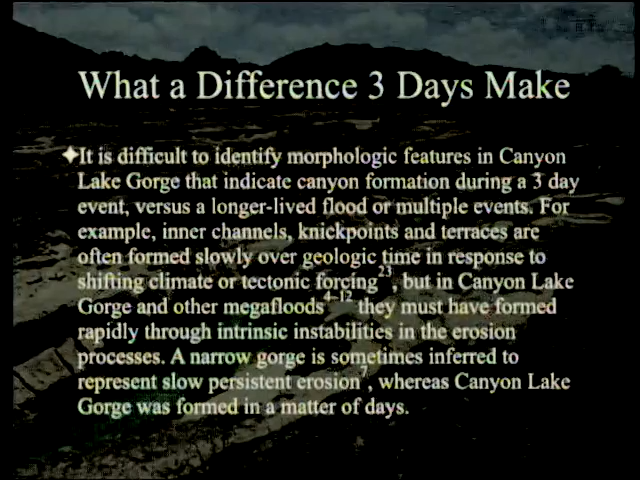 What a Difference 3 Days Make
✦It is difficult to identify morphologic features in Canyon
Lake Gorge that indicate canyon formation during a 3 day
event, versus a longer-lived flood or multiple events. For
example, inner channels, knickpoints and terraces are
often formed slowly over geologic time in response to
shifting climate or tectonic forcing²³, but in Canyon Lake
Gorge and other megafloods⁴⁻¹² they must have formed
rapidly through intrinsic instabilities in the erosion
processes. A narrow gorge is sometimes inferred to
represent slow persistent erosion⁷, whereas Canyon Lake
Gorge was formed in a matter of days.